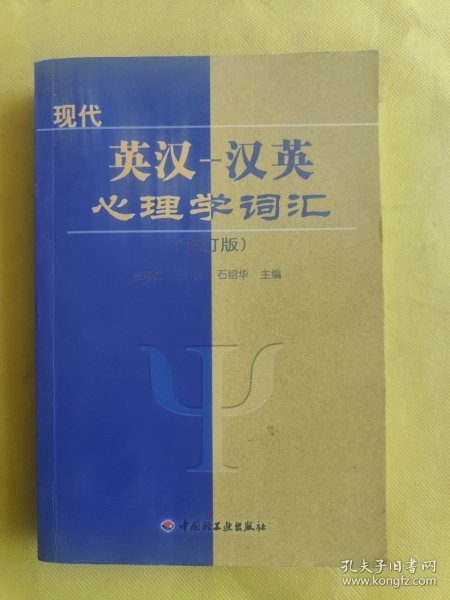 现代
英汉-汉英
心理学词汇
（修订版）
石绍华 主编
中国轻工业出版社
孔夫子旧书网
www.kongfz.com